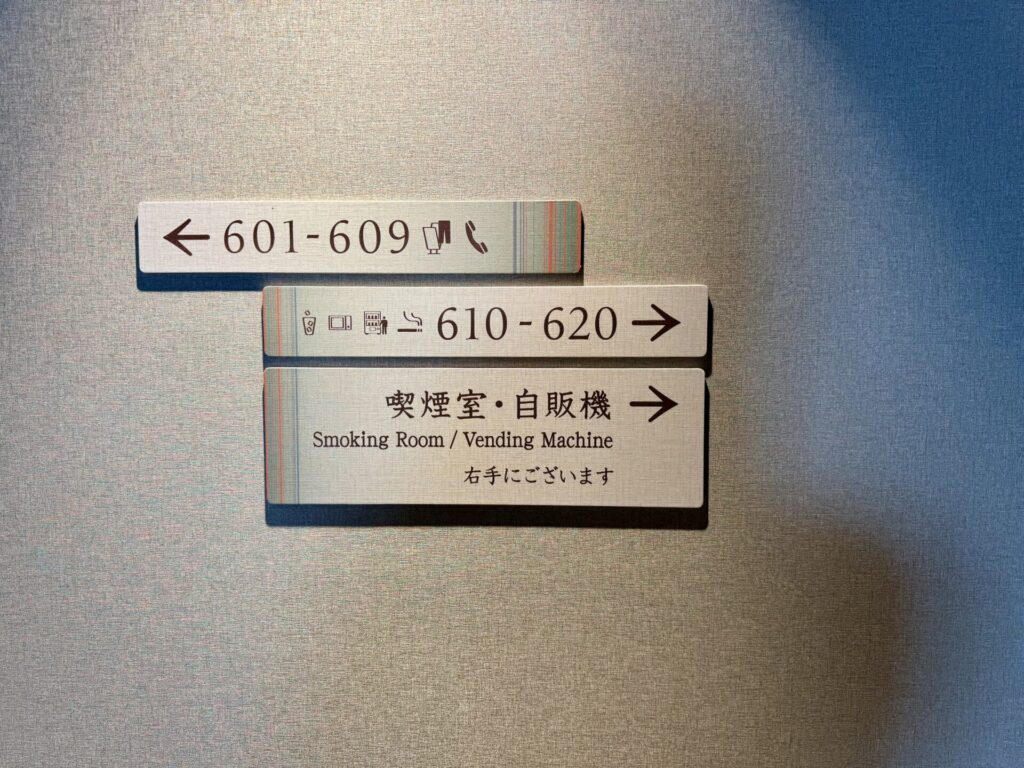 ← 601-609
610 - 620 →
喫煙室・自販機 →
Smoking Room / Vending Machine
右手にございます